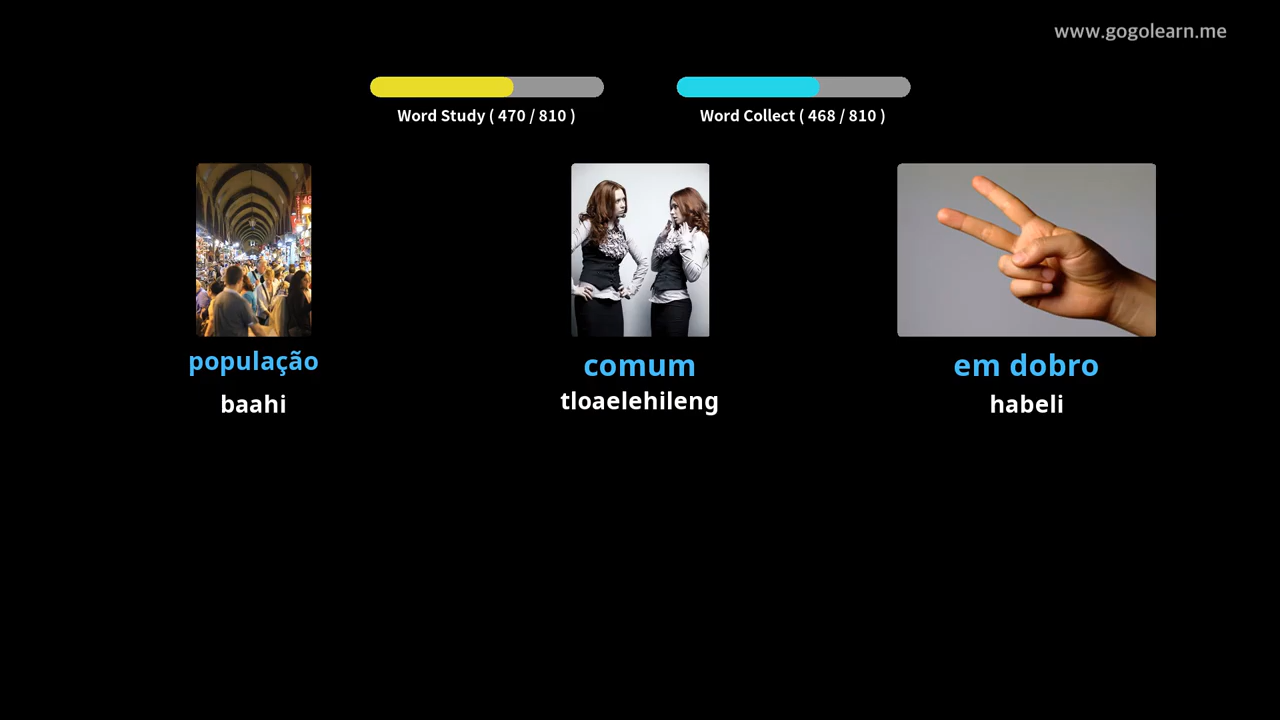 www.gogolearn.me
Word Study ( 470 / 810 )
Word Collect ( 468 / 810 )
população
comum
em dobro
baahi
tloaelehileng
habeli